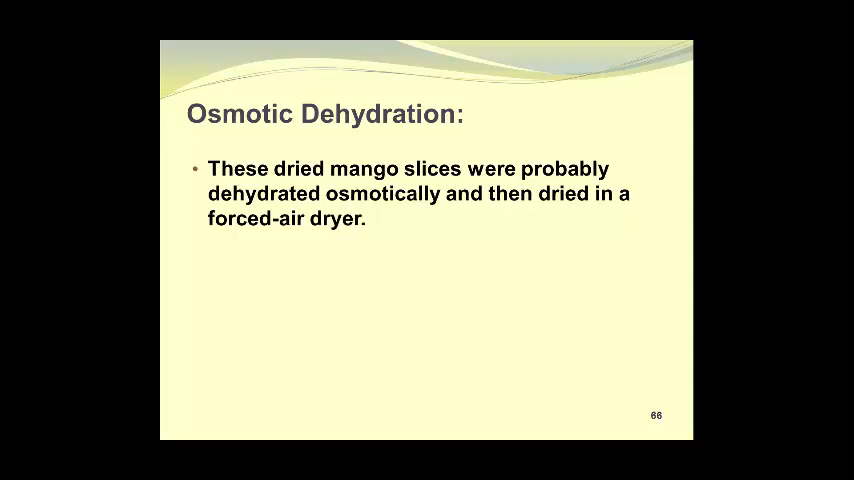 Osmotic Dehydration:
• These dried mango slices were probably
dehydrated osmotically and then dried in a
forced-air dryer.
66